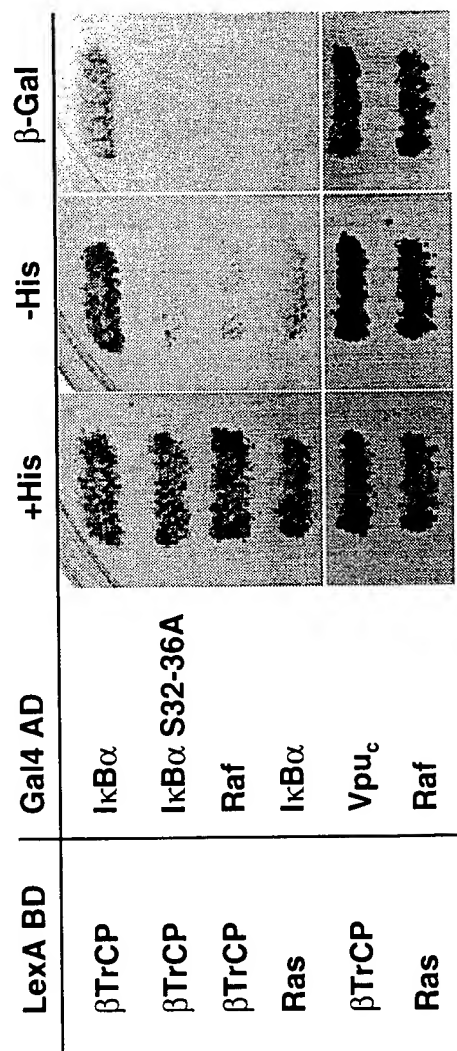 LexA BD Gal4 AD +His -His β-Gal
βTrCP IκBα
βTrCP IκBα S32-36A
βTrCP Raf
Ras IκBα
βTrCP Vpu_c
Ras Raf